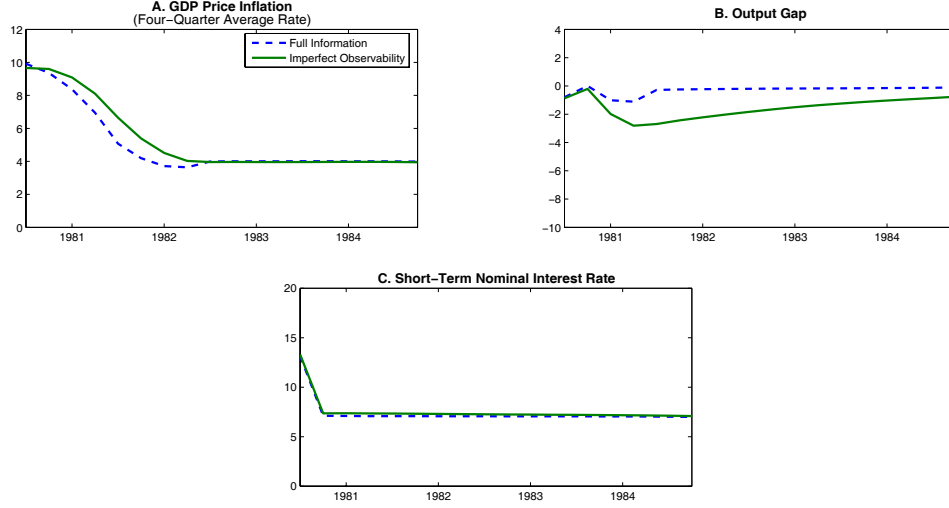 A. GDP Price Inflation
(Four−Quarter Average Rate)
12
10
8
6
4
2
0
1981 1982 1983 1984
Full Information
Imperfect Observability
B. Output Gap
4
2
0
−2
−4
−6
−8
−10
1981 1982 1983 1984
C. Short−Term Nominal Interest Rate
20
15
10
5
0
1981 1982 1983 1984